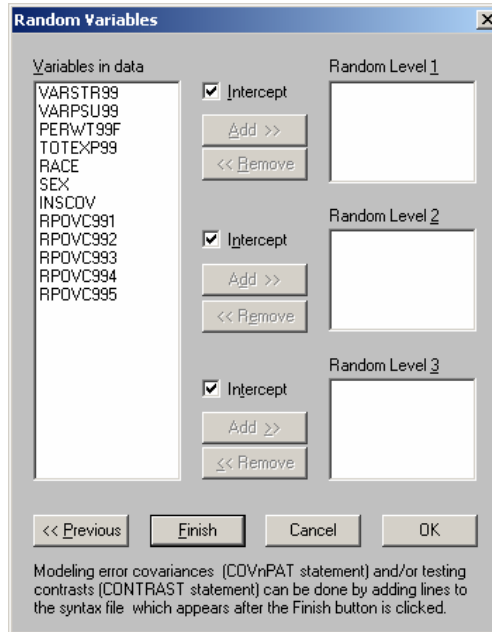 Random Variables
Variables in data
VARSTR99
VARPSU99
PERWT99F
TOTEXP99
RACE
SEX
INSCOV
RPOVC991
RPOVC992
RPOVC993
RPOVC994
RPOVC995
Intercept
Add >>
<< Remove
Random Level 1
Intercept
Add >>
<< Remove
Random Level 2
Intercept
Add >>
<< Remove
Random Level 3
<< Previous
Finish
Cancel
OK
Modeling error covariances (COVnPAT statement) and/or testing
contrasts (CONTRAST statement) can be done by adding lines to
the syntax file which appears after the Finish button is clicked.